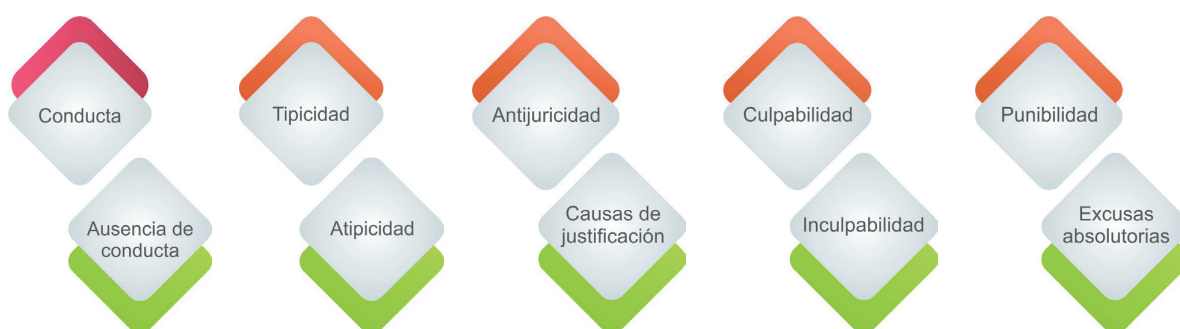 Conducta
Tipicidad
Antijuricidad
Culpabilidad
Punibilidad
Ausencia de
conducta
Atipicidad
Causas de
justificación
Inculpabilidad
Excusas
absolutorias